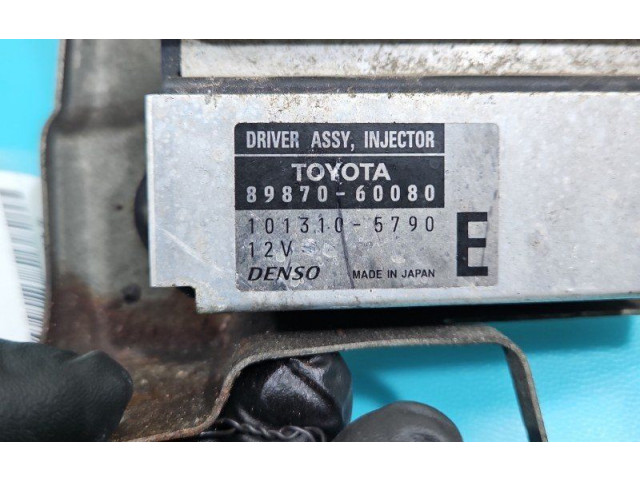 DRIVER ASSY, INJECTOR
TOYOTA
89870-60080
101310-5790
12V
E
DENSO MADE IN JAPAN